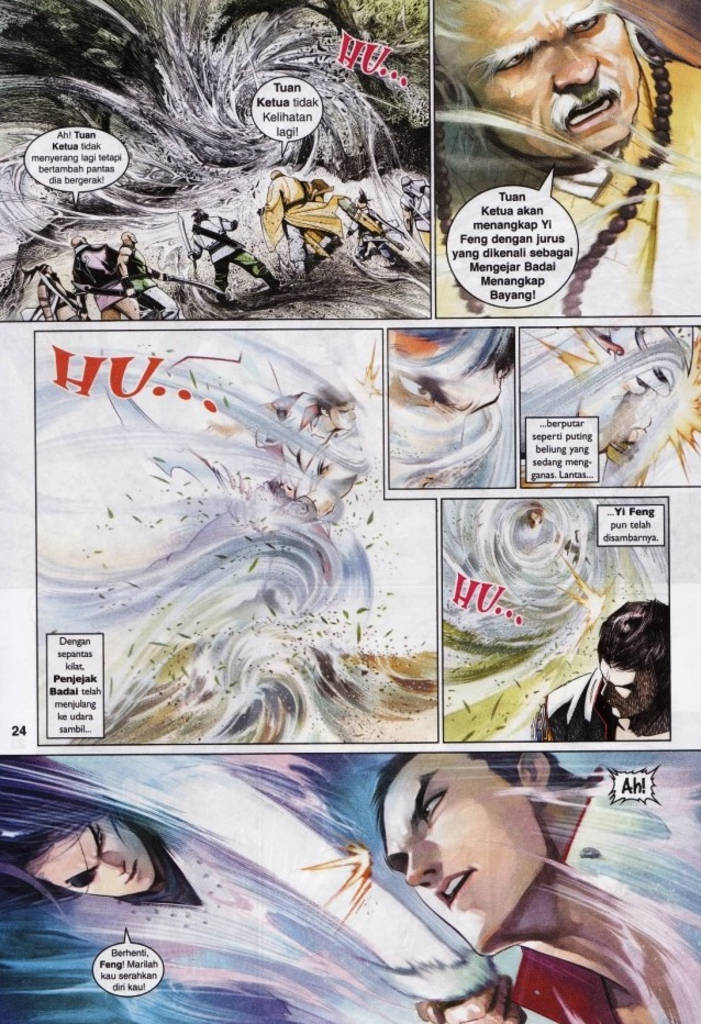 HU...
Tuan
Ketua tidak
Kelihatan
lagi!
Ah! Tuan
Ketua tidak
menyerang lagi tetapi
bertambah pantas
dia bergerak!
Tuan
Ketua akan
menangkap Yi
Feng dengan jurus
yang dikenali sebagai
Mengejar Badai
Menangkap
Bayang!
HU...
Dengan
sepantas
kilat,
Penjejak
Badai telah
menjulang
ke udara
sambil...
...berputar
seperti puting
beliung yang
sedang meng-
ganas. Lantas...
...Yi Feng
pun telah
disambarnya.
HU...
24
Ah!
Berhenti,
Feng! Marilah
kau serahkan
diri kau!